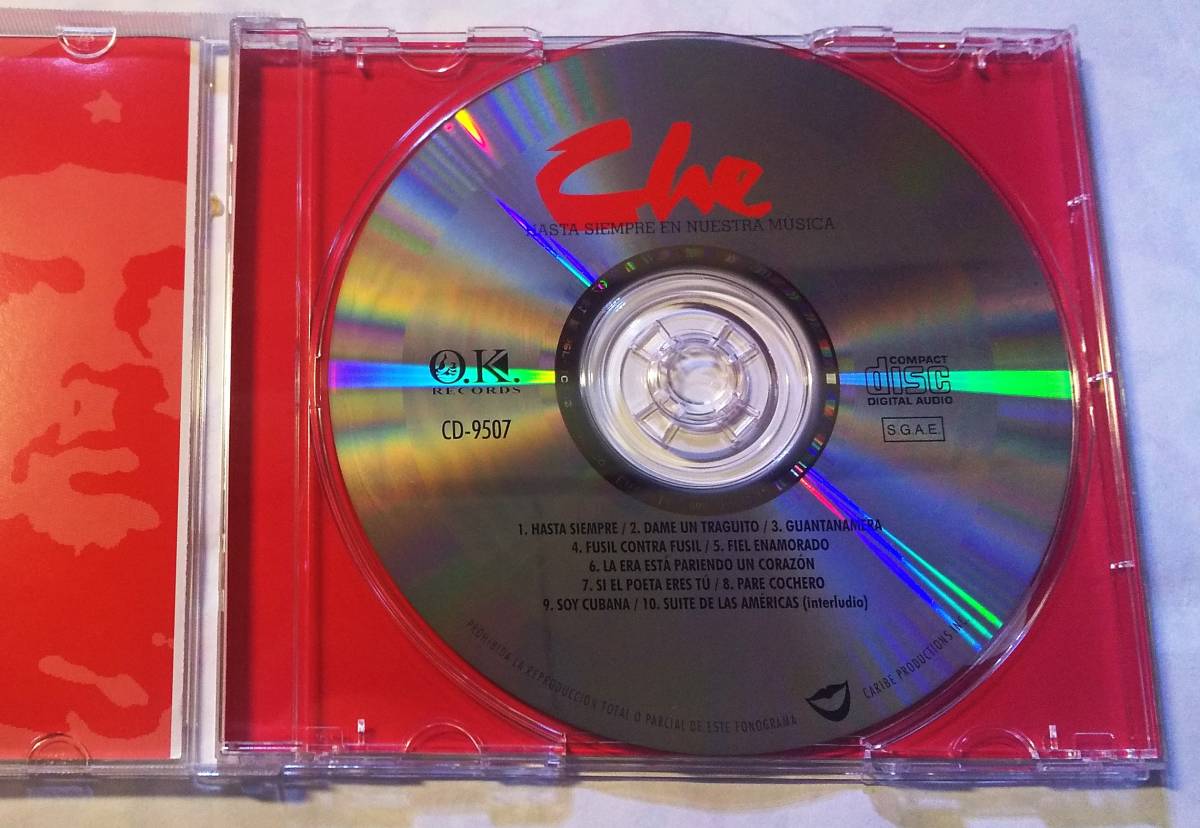 Che
HASTA SIEMPRE EN NUESTRA MÚSICA
O.K.
RECORDS
CD-9507
COMPACT
disc
DIGITAL AUDIO
S.G.A.E.
1. HASTA SIEMPRE / 2. DAME UN TRAGUITO / 3. GUANTANAMERA
4. FUSIL CONTRA FUSIL / 5. FIEL ENAMORADO
6. LA ERA ESTÁ PARIENDO UN CORAZÓN
7. SI EL POETA ERES TÚ / 8. PARE COCHERO
9. SOY CUBANA / 10. SUITE DE LAS AMÉRICAS (interludio)
PROHIBIDA LA REPRODUCCION TOTAL O PARCIAL DE ESTE FONOGRAMA
CARIBE PRODUCTIONS INC.